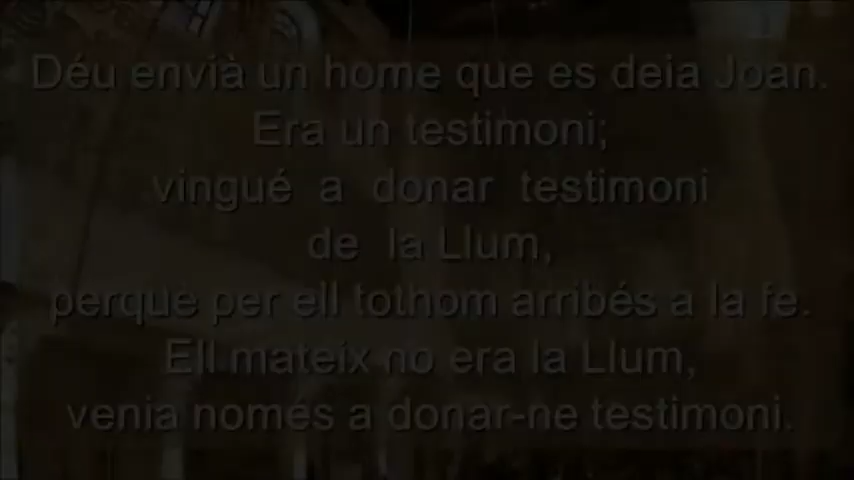 Déu envià un home que es deia Joan.
Era un testimoni;
vingué a donar testimoni
de la Llum,
perque per ell tothom arribés a la fe.
Ell mateix no era la Llum,
venia només a donar-ne testimoni.